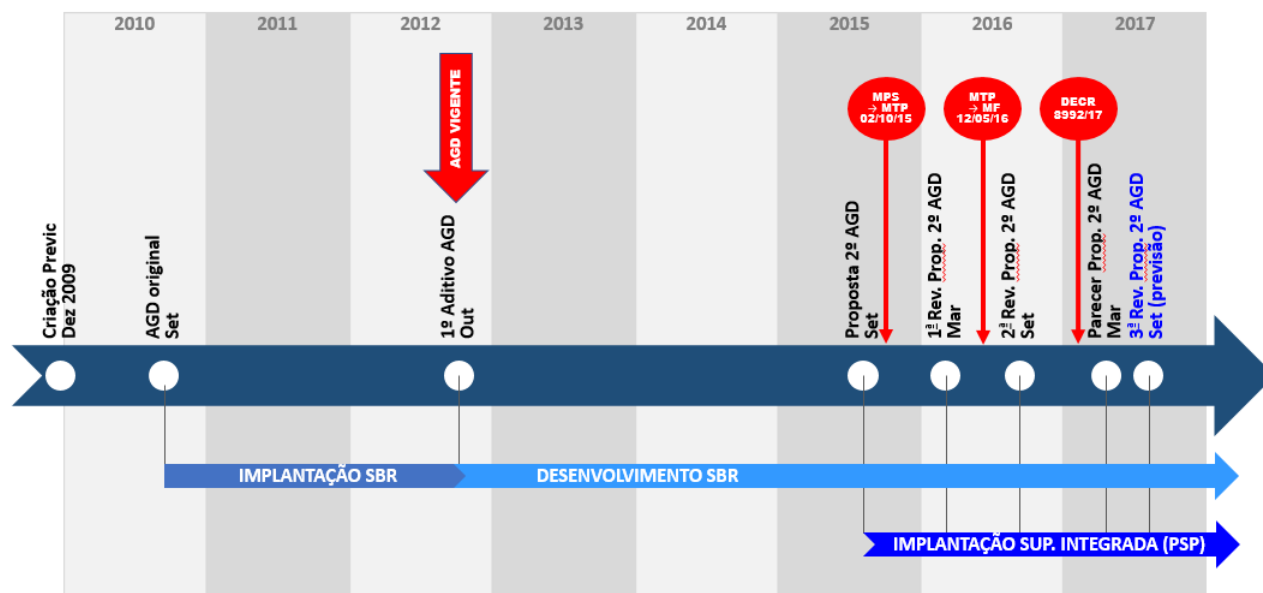 2010
2011
2012
2013
2014
2015
2016
2017
AGD VIGENTE
MPS
→ MTP
02/10/15
MTP
→ MF
12/05/16
DECR
8992/17
Criação Previc
Dez 2009
AGD original
Set
1º Aditivo AGD
Out
Proposta 2º AGD
Set
1ª Rev. Prop. 2º AGD
Mar
2ª Rev. Prop. 2º AGD
Set
Parecer Prop. 2º AGD
Mar
3ª Rev. Prop. 2º AGD
Set (previsão)
IMPLANTAÇÃO SBR
DESENVOLVIMENTO SBR
IMPLANTAÇÃO SUP. INTEGRADA (PSP)